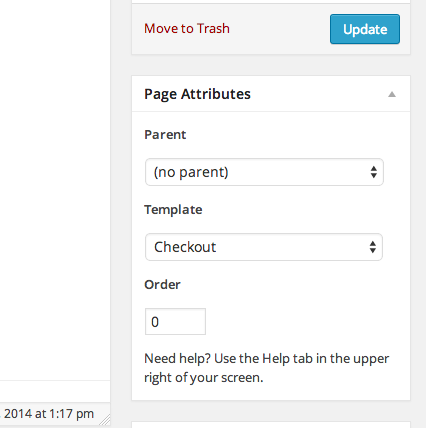 Move to Trash
Update
Page Attributes
Parent
(no parent)
Template
Checkout
Order
0
Need help? Use the Help tab in the upper
right of your screen.
, 2014 at 1:17 pm